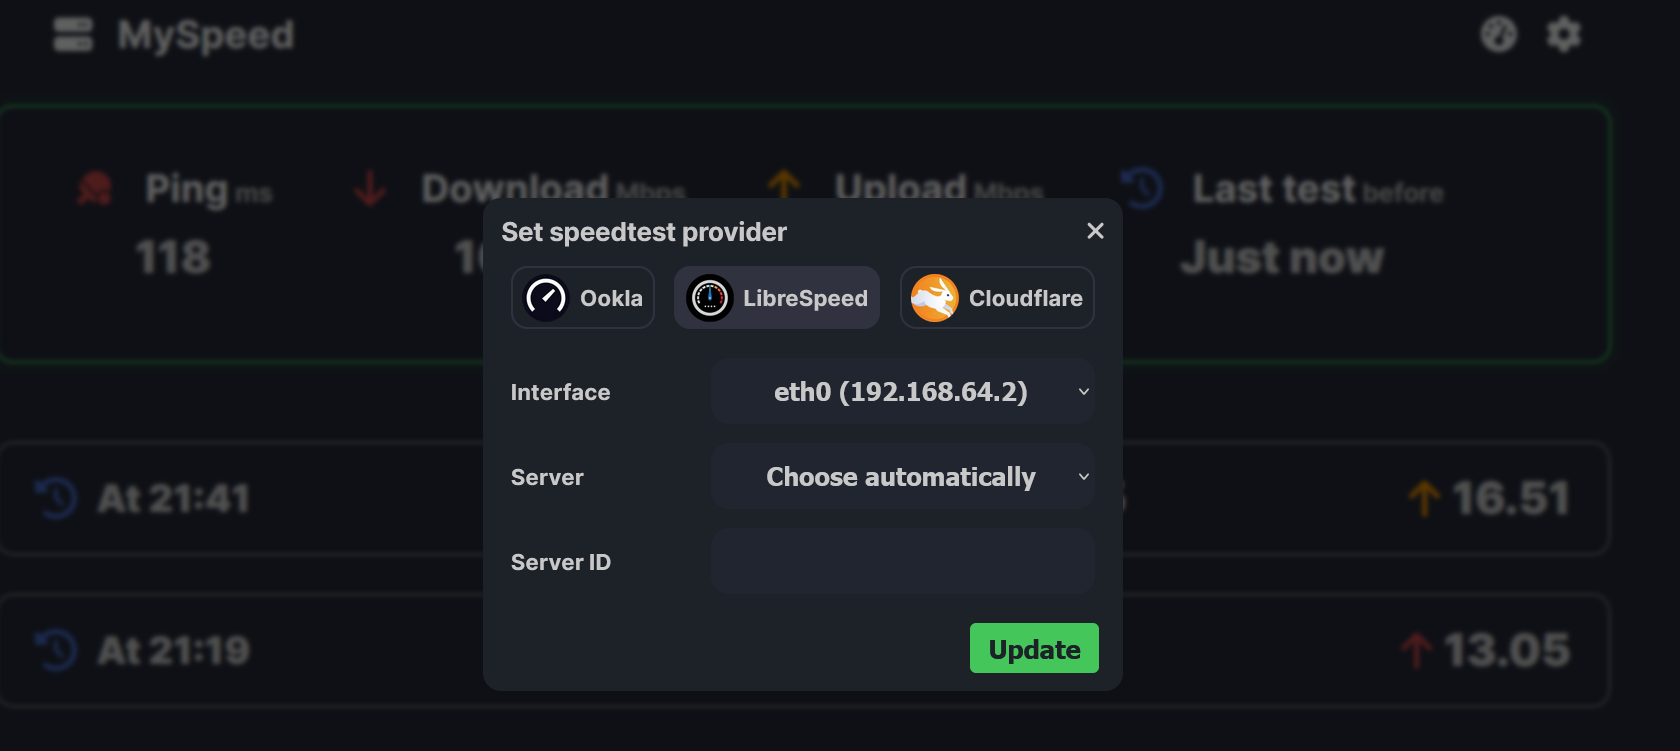 MySpeed
Ping ms
Download Mbps
Upload Mbps
Last test before
118
Just now
Set speedtest provider
Ookla
LibreSpeed
Cloudflare
Interface
eth0 (192.168.64.2)
Server
Choose automatically
Server ID
Update
At 21:41
16.51
At 21:19
13.05